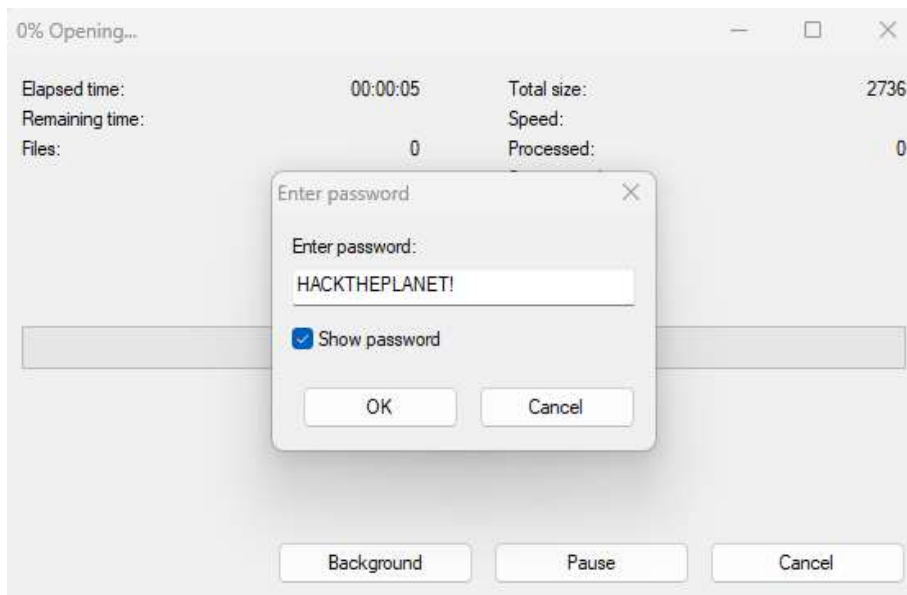 0% Opening...
Elapsed time: 00:00:05 Total size: 2736
Remaining time: Speed:
Files: 0 Processed: 0
Enter password
Enter password:
HACKTHEPLANET!
Show password
OK Cancel
Background Pause Cancel